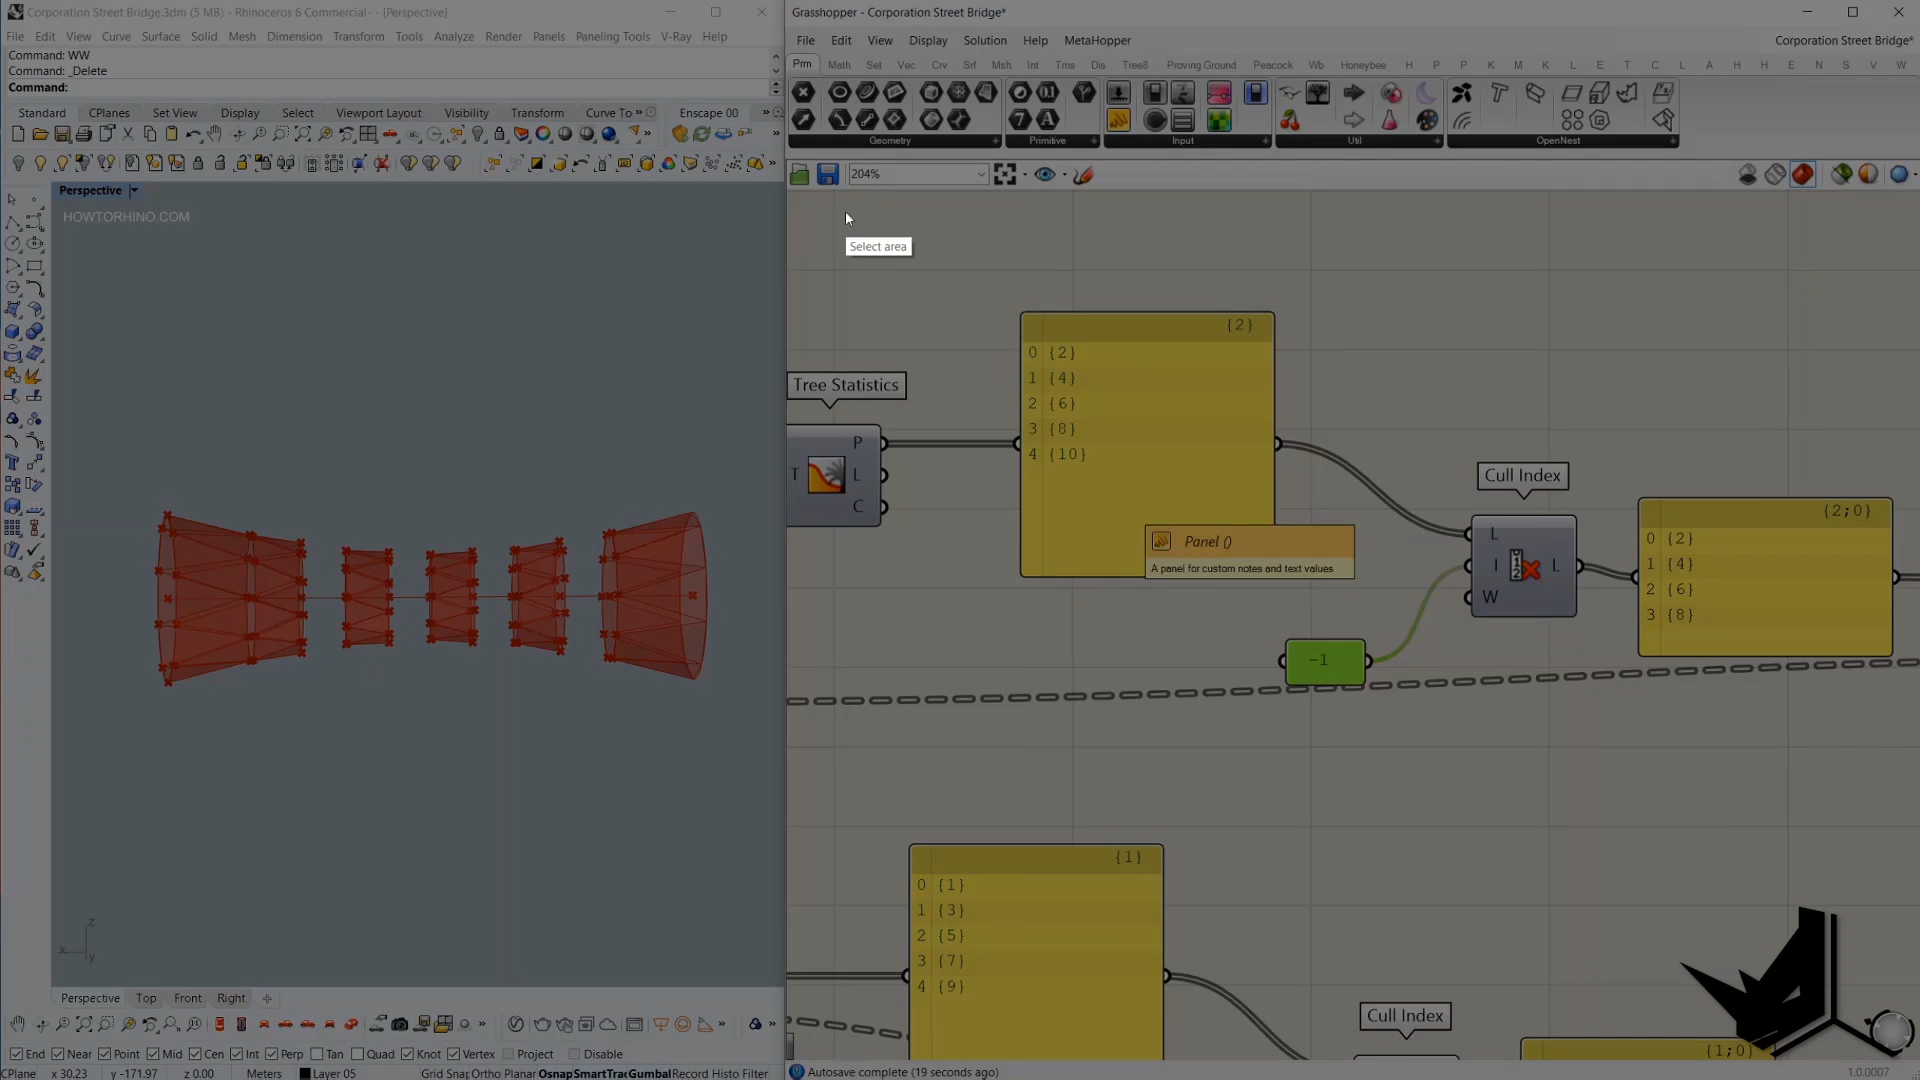 Corporation Street Bridge.3dm (5 MB) - Rhinoceros 6 Commercial - [Perspective]
File Edit View Curve Surface Solid Mesh Dimension Transform Tools Analyze Render Panels Paneling Tools V-Ray Help
Command: WW
Command: _Delete
Command:
Standard CPlanes Set View Display Select Viewport Layout Visibility Transform Curve To » Enscape 00 »
Perspective
HOWTORHINO.COM
z
x
y
Perspective Top Front Right
End Near Point Mid Cen Int Perp Tan Quad Knot Vertex Project Disable
CPlane x 30.23 y -171.97 z 0.00 Meters Layer 05 Grid Snap Ortho Planar Osnap SmartTrac Gumbal Record Histo Filter
Grasshopper - Corporation Street Bridge*
File Edit View Display Solution Help MetaHopper
Corporation Street Bridge*
Prm Math Set Vec Crv Srf Msh Int Trns Dis Tree8 Proving Ground Peacock Wb Honeybee H P P K M K L E T C L A H H E N S V W
Geometry Primitive Input Util OpenNest
204%
Select area
Tree Statistics
T P L C
{2}
0 {2}
1 {4}
2 {6}
3 {8}
4 {10}
Panel ()
A panel for custom notes and text values
Cull Index
L I W L
-1
{2;0}
0 {2}
1 {4}
2 {6}
3 {8}
{1}
0 {1}
1 {3}
2 {5}
3 {7}
4 {9}
Cull Index
{1;0}
Autosave complete (19 seconds ago)
1.0.0007